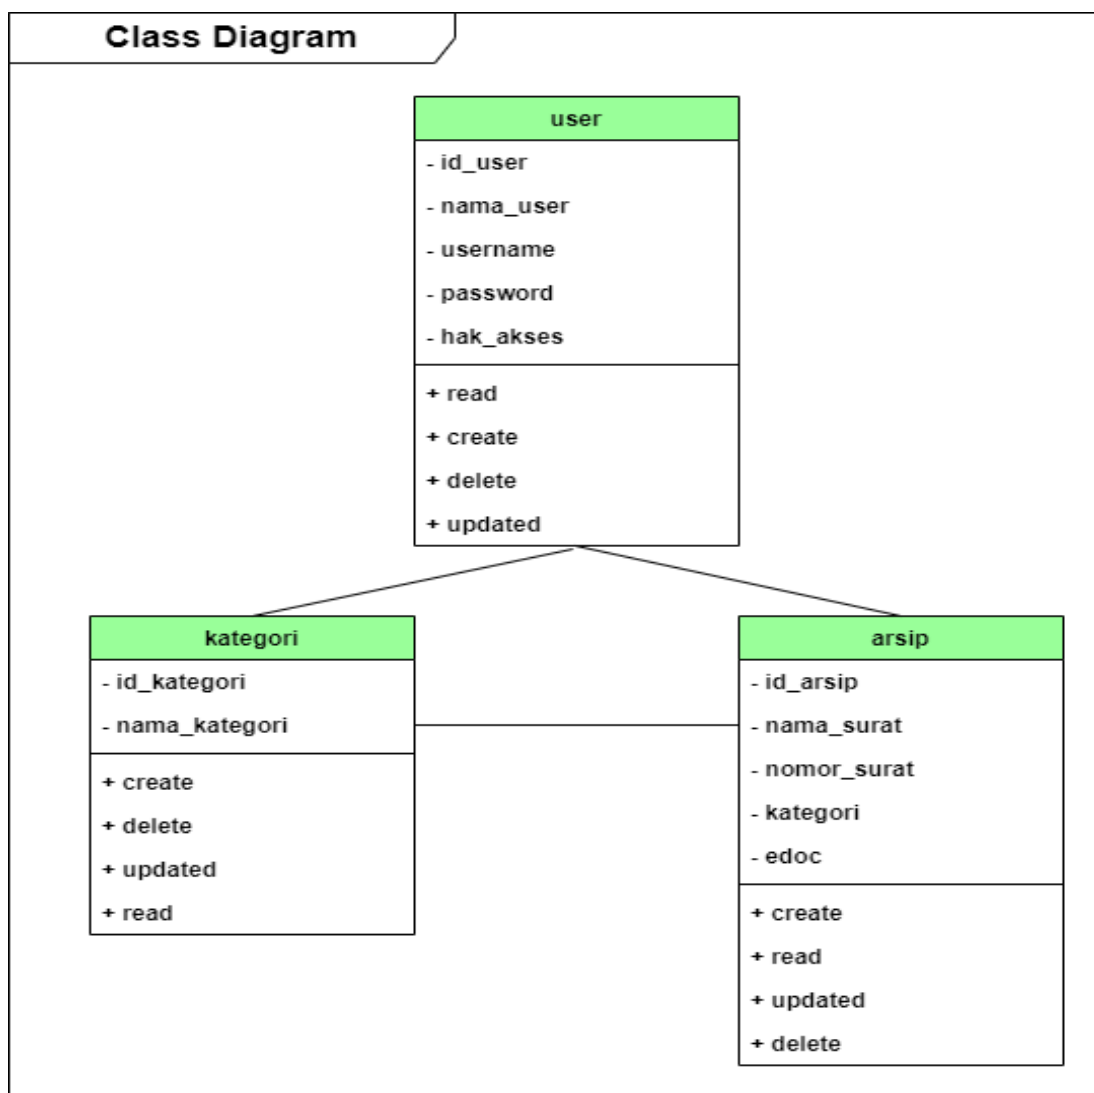 Class Diagram
user
- id_user
- nama_user
- username
- password
- hak_akses
+ read
+ create
+ delete
+ updated
kategori
- id_kategori
- nama_kategori
+ create
+ delete
+ updated
+ read
arsip
- id_arsip
- nama_surat
- nomor_surat
- kategori
- edoc
+ create
+ read
+ updated
+ delete